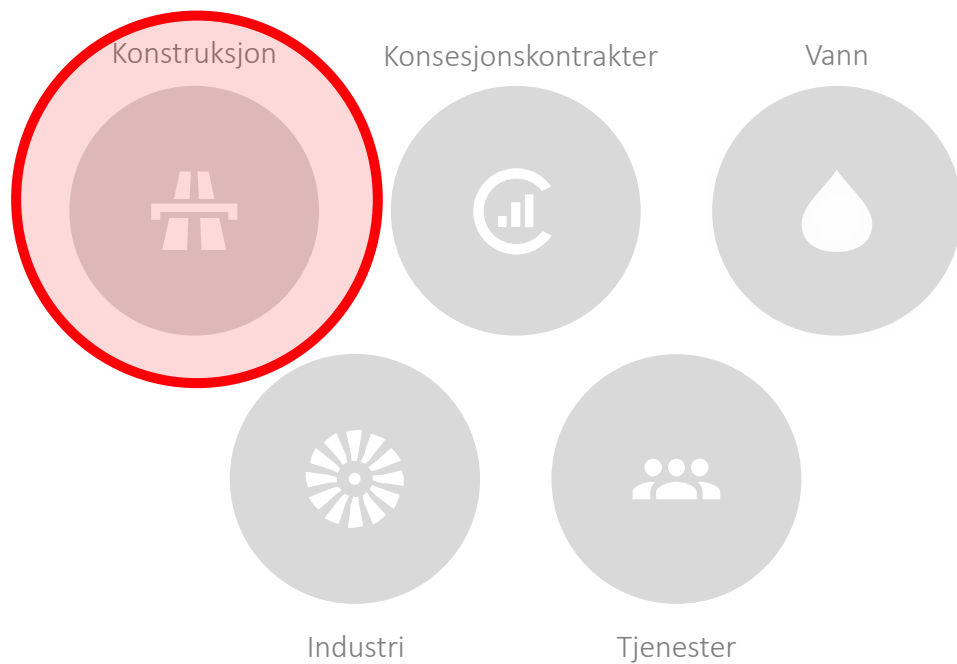 Konstruksjon
Konsesjonskontrakter
Vann
Industri
Tjenester